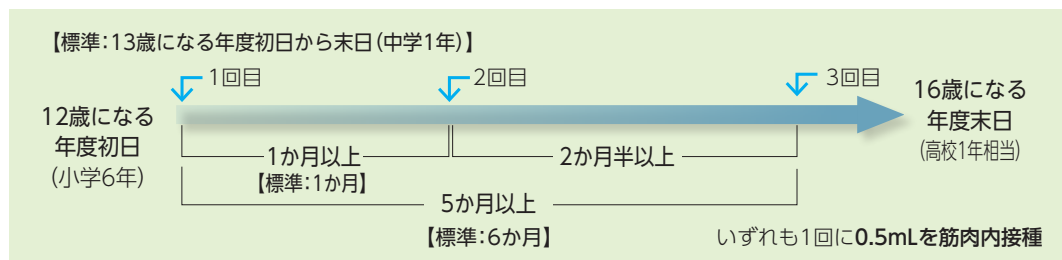 【標準：13歳になる年度初日から末日（中学1年）】
1回目
2回目
3回目
12歳になる
年度初日
（小学6年）
16歳になる
年度末日
（高校1年相当）
1か月以上
【標準：1か月】
2か月半以上
5か月以上
【標準：6か月】
いずれも1回に0.5mLを筋肉内接種